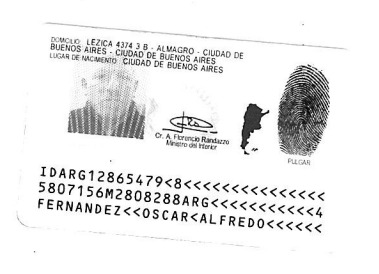 DOMICILIO: LEZICA 4374 3 B - ALMAGRO - CIUDAD DE
BUENOS AIRES - CIUDAD DE BUENOS AIRES
LUGAR DE NACIMIENTO: CIUDAD DE BUENOS AIRES
Cr. A. Florencio Randazzo
Ministro del Interior
PULGAR
IDARG12865479<8<<<<<<<<<<<<<<<
5807156M2808288ARG<<<<<<<<<<<4
FERNANDEZ<<OSCAR<ALFREDO<<<<<<